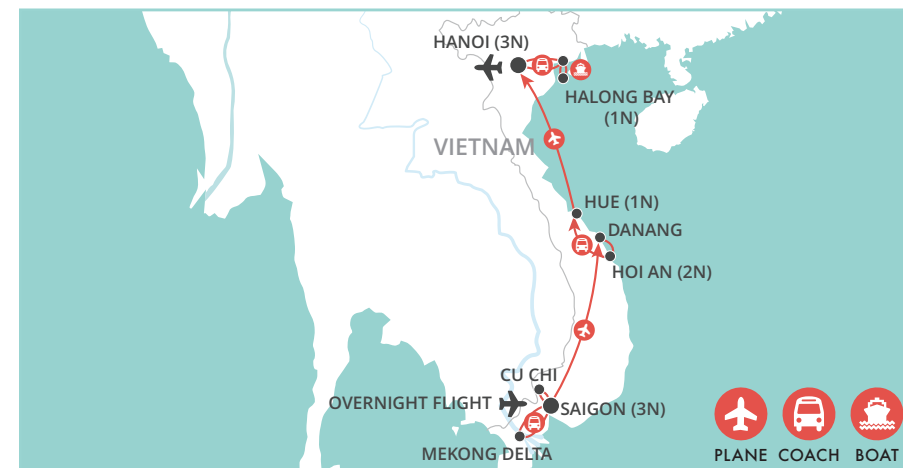 HANOI (3N)
HALONG BAY
(1N)
VIETNAM
HUE (1N)
DANANG
HOI AN (2N)
CU CHI
OVERNIGHT FLIGHT
SAIGON (3N)
MEKONG DELTA
PLANE COACH BOAT